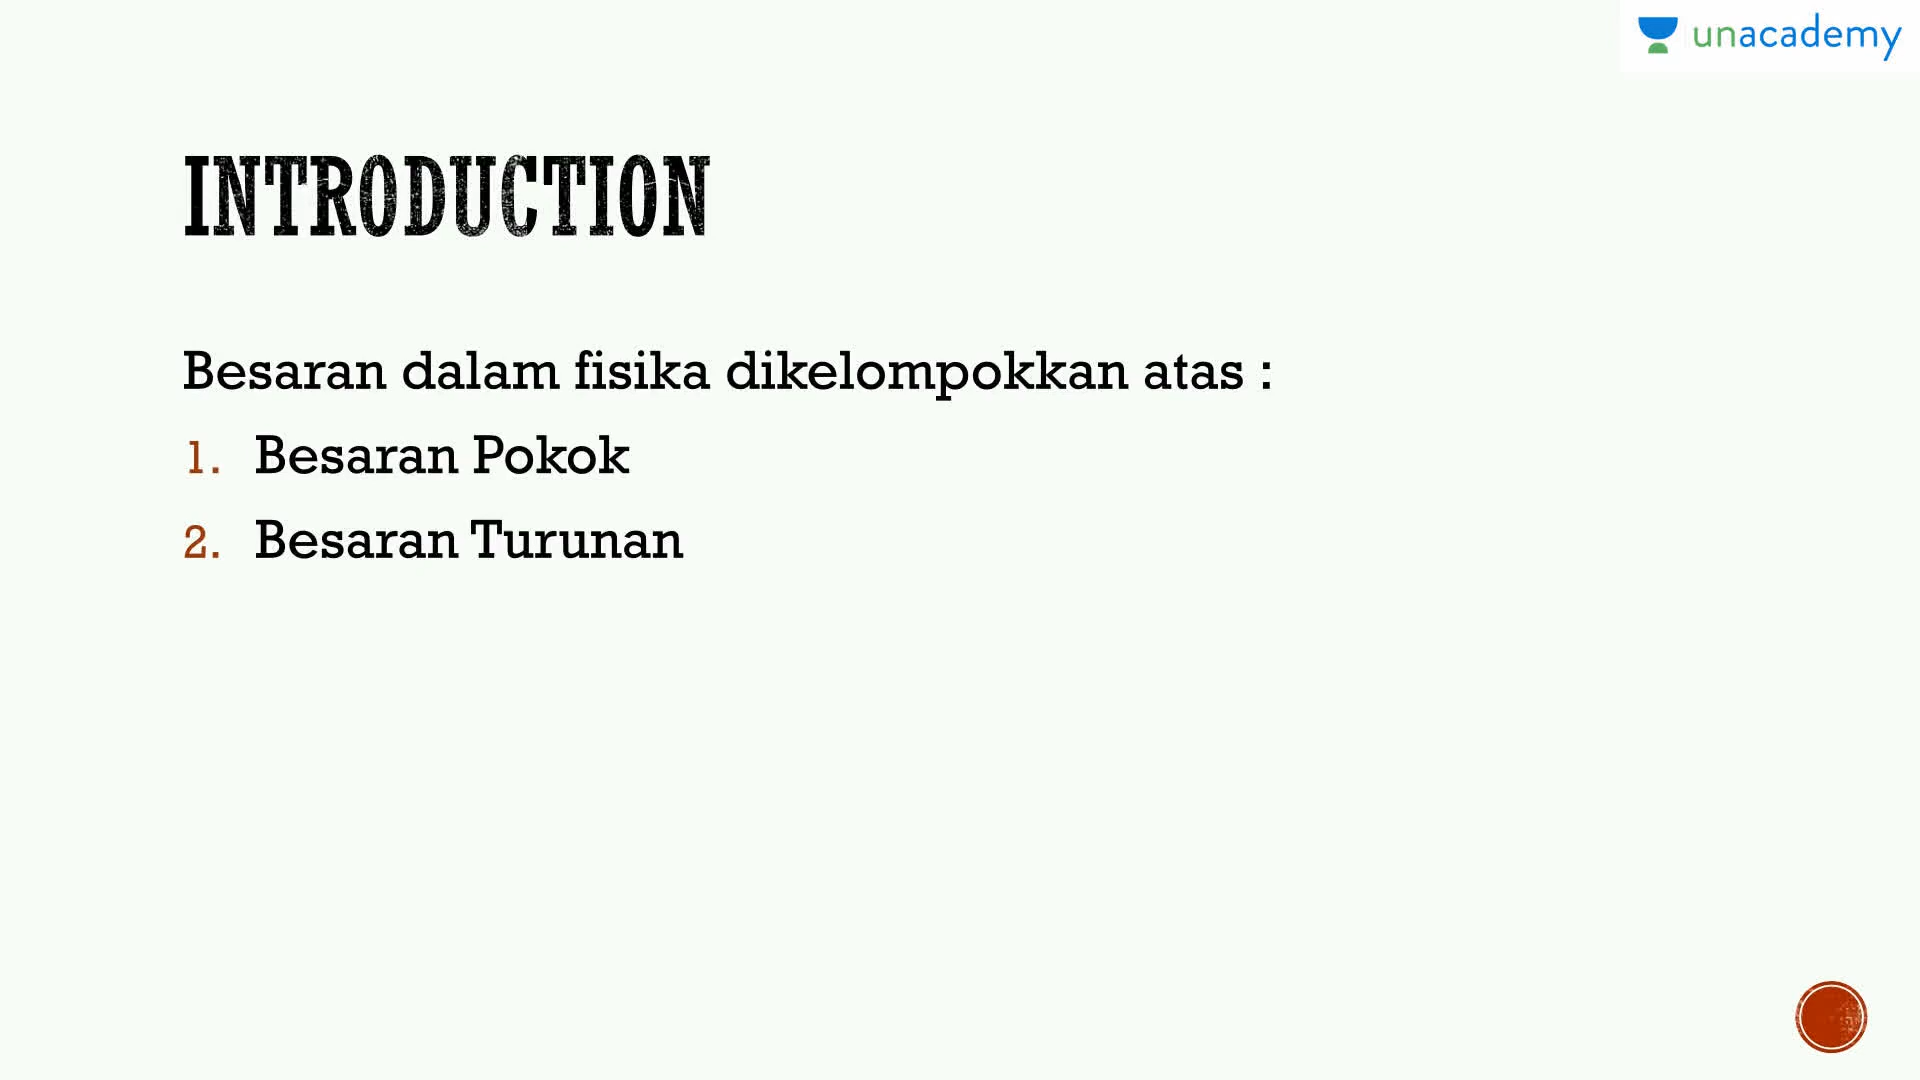 unacademy
INTRODUCTION
Besaran dalam fisika dikelompokkan atas :
1. Besaran Pokok
2. Besaran Turunan